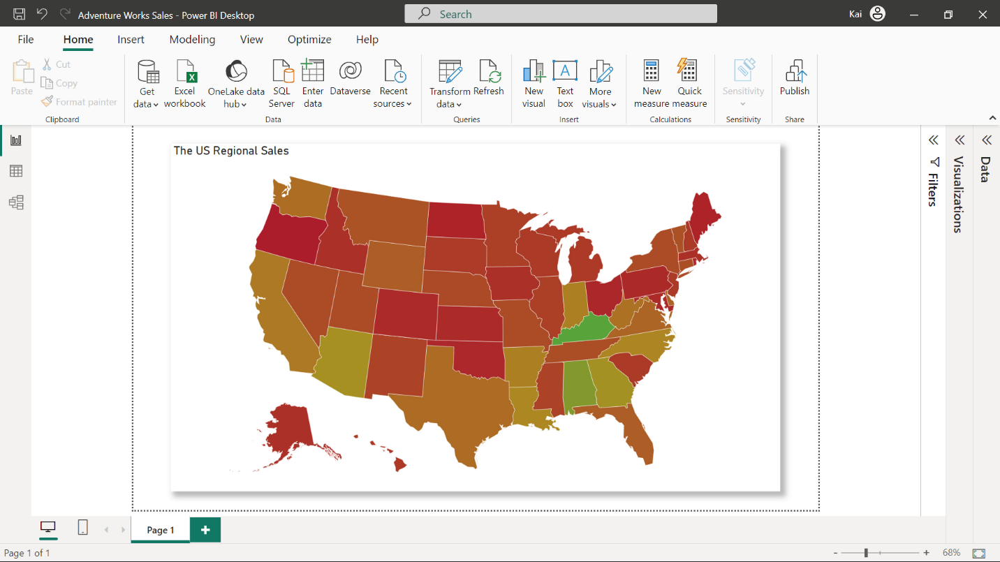 Adventure Works Sales - Power BI Desktop
Search
Kai
File Home Insert Modeling View Optimize Help
Paste
Cut
Copy
Format painter
Clipboard
Get data
Excel workbook
OneLake data hub
SQL Server
Enter data
Dataverse
Recent sources
Data
Transform data
Refresh
Queries
New visual
Text box
More visuals
Insert
New measure
Quick measure
Calculations
Sensitivity
Sensitivity
Publish
Share
The US Regional Sales
Filters
Visualizations
Data
Page 1
Page 1 of 1
- + 68%